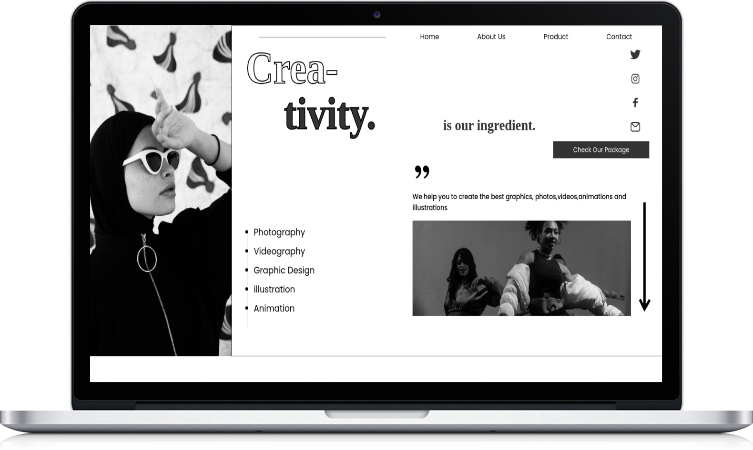 Home About Us Product Contact
Crea-
tivity.
is our ingredient.
Check Our Package
”
We help you to create the best graphics, photos,videos,animations and
illustrations
• Photography
• Videography
• Graphic Design
• illustration
• Animation